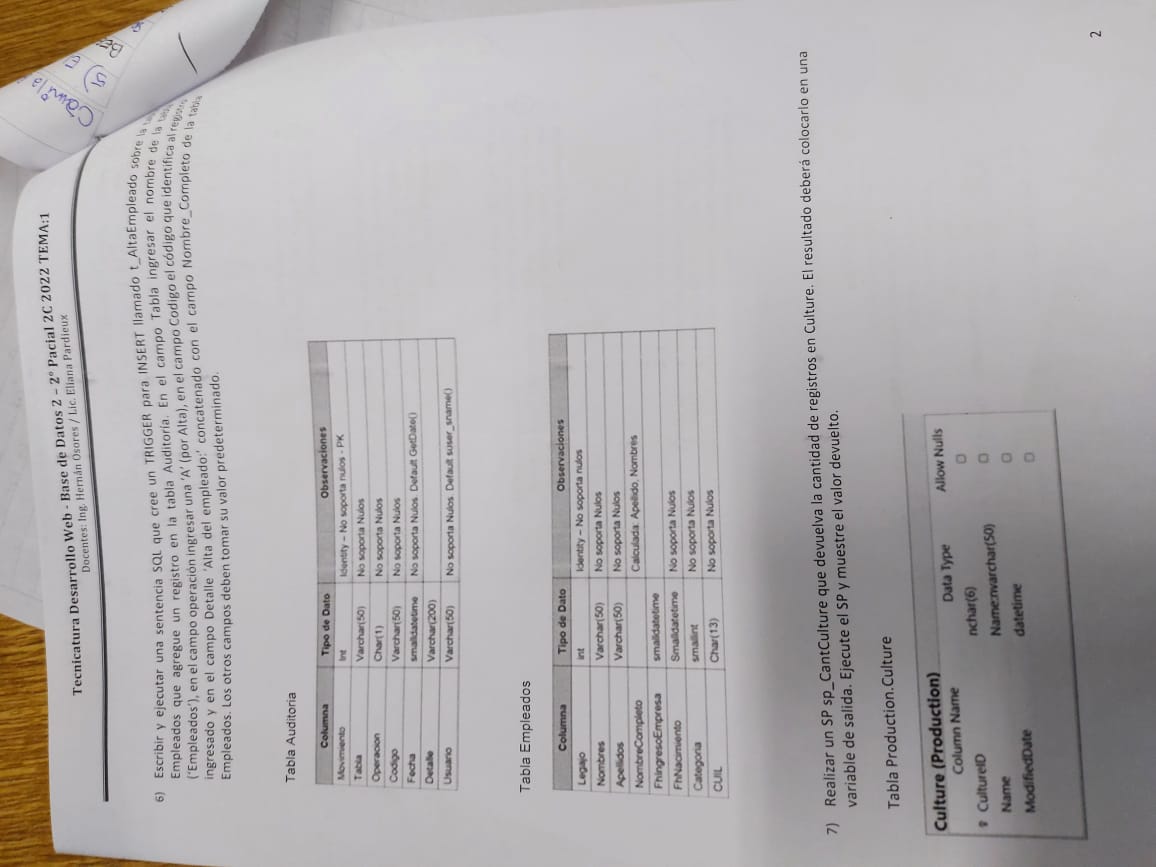 Tecnicatura Desarrollo Web - Base de Datos 2 – 2° Pacial 2C 2022 TEMA:1
Docentes: Ing. Hernán Osores / Lic. Eliana Pardieux
6) Escribir y ejecutar una sentencia SQL que cree un TRIGGER para INSERT llamado t_AltaEmpleado sobre la
Empleados que agregue un registro en la tabla Auditoría. En el campo Tabla ingresar el nombre de la tabla
('Empleados'), en el campo operación ingresar una 'A' (por Alta), en el campo Codigo el código que identifica al registro
ingresado y en el campo Detalle 'Alta del empleado:' concatenado con el campo Nombre_Completo de la tabla
Empleados. Los otros campos deben tomar su valor predeterminado.
Tabla Auditoria
Columna Tipo de Dato Observaciones
Movimiento Int Identity – No soporta nulos - PK
Tabla Varchar(50) No soporta Nulos
Operacion Char(1) No soporta Nulos
Codigo Varchar(50) No soporta Nulos
Fecha smalldatetime No soporta Nulos. Default GetDate()
Detalle Varchar(200)
Usuario Varchar(50) No soporta Nulos. Default suser_sname()
Tabla Empleados
Columna Tipo de Dato Observaciones
Legajo int Identity – No soporta nulos
Nombres Varchar(50) No soporta Nulos
Apellidos Varchar(50) No soporta Nulos
NombreCompleto Calculada: Apellido, Nombres
FhIngresoEmpresa smalldatetime
FhNacimiento Smalldatetime No soporta Nulos
Categoria smallint No soporta Nulos
CUIL Char(13) No soporta Nulos
7) Realizar un SP sp_CantCulture que devuelva la cantidad de registros en Culture. El resultado deberá colocarlo en una
variable de salida. Ejecute el SP y muestre el valor devuelto.
Tabla Production.Culture
Culture (Production)
Column Name Data Type Allow Nulls
CultureID nchar(6)
Name Name:nvarchar(50)
ModifiedDate datetime
2
Camila
5) E